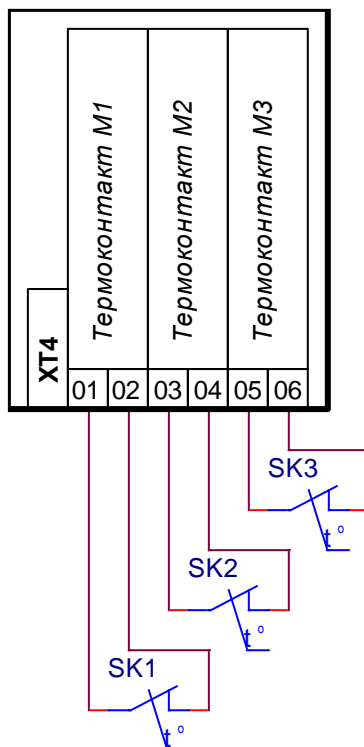 Термоконтакт М1
Термоконтакт М2
Термоконтакт М3
XT4
01 02 03 04 05 06
SK3
t°
SK2
t°
SK1
t°